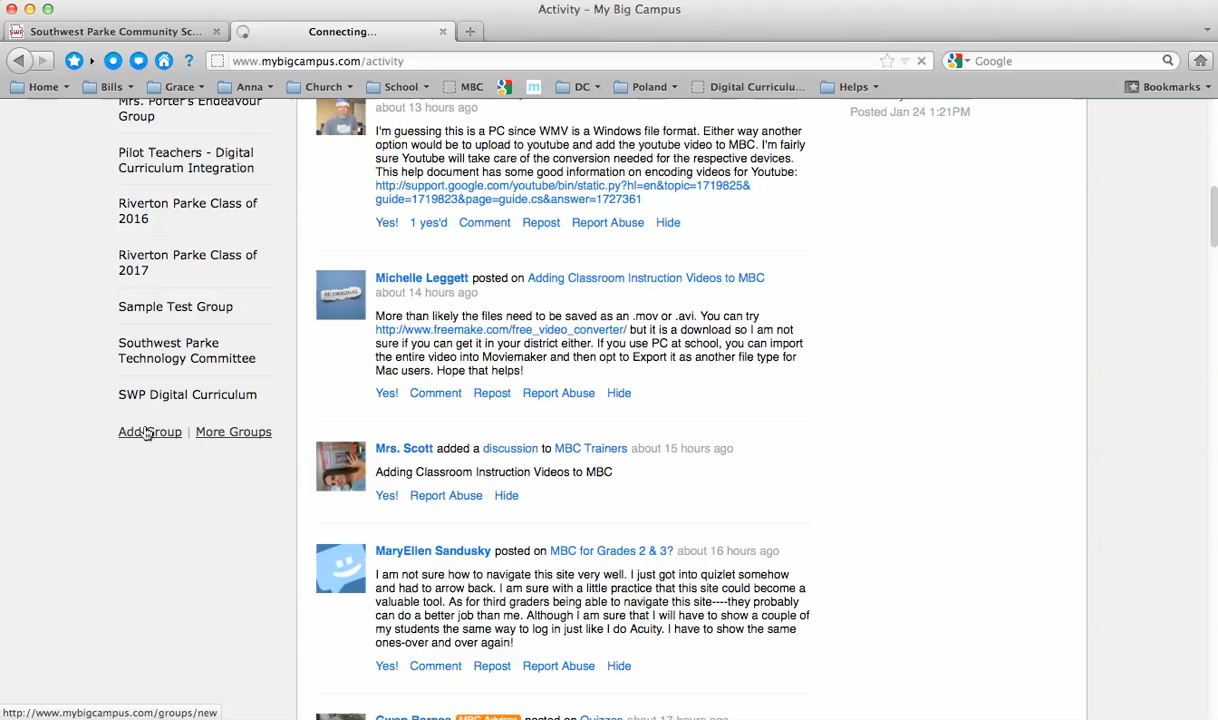 Activity - My Big Campus
Southwest Parke Community Sc...
Connecting...
www.mybigcampus.com/activity
Google
Home
Bills
Grace
Anna
Church
School
MBC
DC
Poland
Digital Curriculu...
Helps
Bookmarks
Mrs. Porter's Endeavour
Group
Pilot Teachers - Digital
Curriculum Integration
Riverton Parke Class of
2016
Riverton Parke Class of
2017
Sample Test Group
Southwest Parke
Technology Committee
SWP Digital Curriculum
Add Group | More Groups
about 13 hours ago
I'm guessing this is a PC since WMV is a Windows file format. Either way another
option would be to upload to youtube and add the youtube video to MBC. I'm fairly
sure Youtube will take care of the conversion needed for the respective devices.
This help document has some good information on encoding videos for Youtube:
http://support.google.com/youtube/bin/static.py?hl=en&topic=1719825&
guide=1719823&page=guide.cs&answer=1727361
Yes! 1 yes'd Comment Repost Report Abuse Hide
Michelle Leggett posted on Adding Classroom Instruction Videos to MBC
about 14 hours ago
More than likely the files need to be saved as an .mov or .avi. You can try
http://www.freemake.com/free_video_converter/ but it is a download so I am not
sure if you can get it in your district either. If you use PC at school, you can import
the entire video into Moviemaker and then opt to Export it as another file type for
Mac users. Hope that helps!
Yes! Comment Repost Report Abuse Hide
Mrs. Scott added a discussion to MBC Trainers about 15 hours ago
Adding Classroom Instruction Videos to MBC
Yes! Report Abuse Hide
BE ORIGINAL
MaryEllen Sandusky posted on MBC for Grades 2 & 3? about 16 hours ago
I am not sure how to navigate this site very well. I just got into quizlet somehow
and had to arrow back. I am sure with a little practice that this site could become a
valuable tool. As for third graders being able to navigate this site----they probably
can do a better job than me. Although I am sure that I will have to show a couple of
my students the same way to log in just like I do Acuity. I have to show the same
ones-over and over again!
Yes! Comment Repost Report Abuse Hide
Gwen Barnes MBC Advisor posted on Quizzes about 17 hours ago
Posted Jan 24 1:21PM
http://www.mybigcampus.com/groups/new